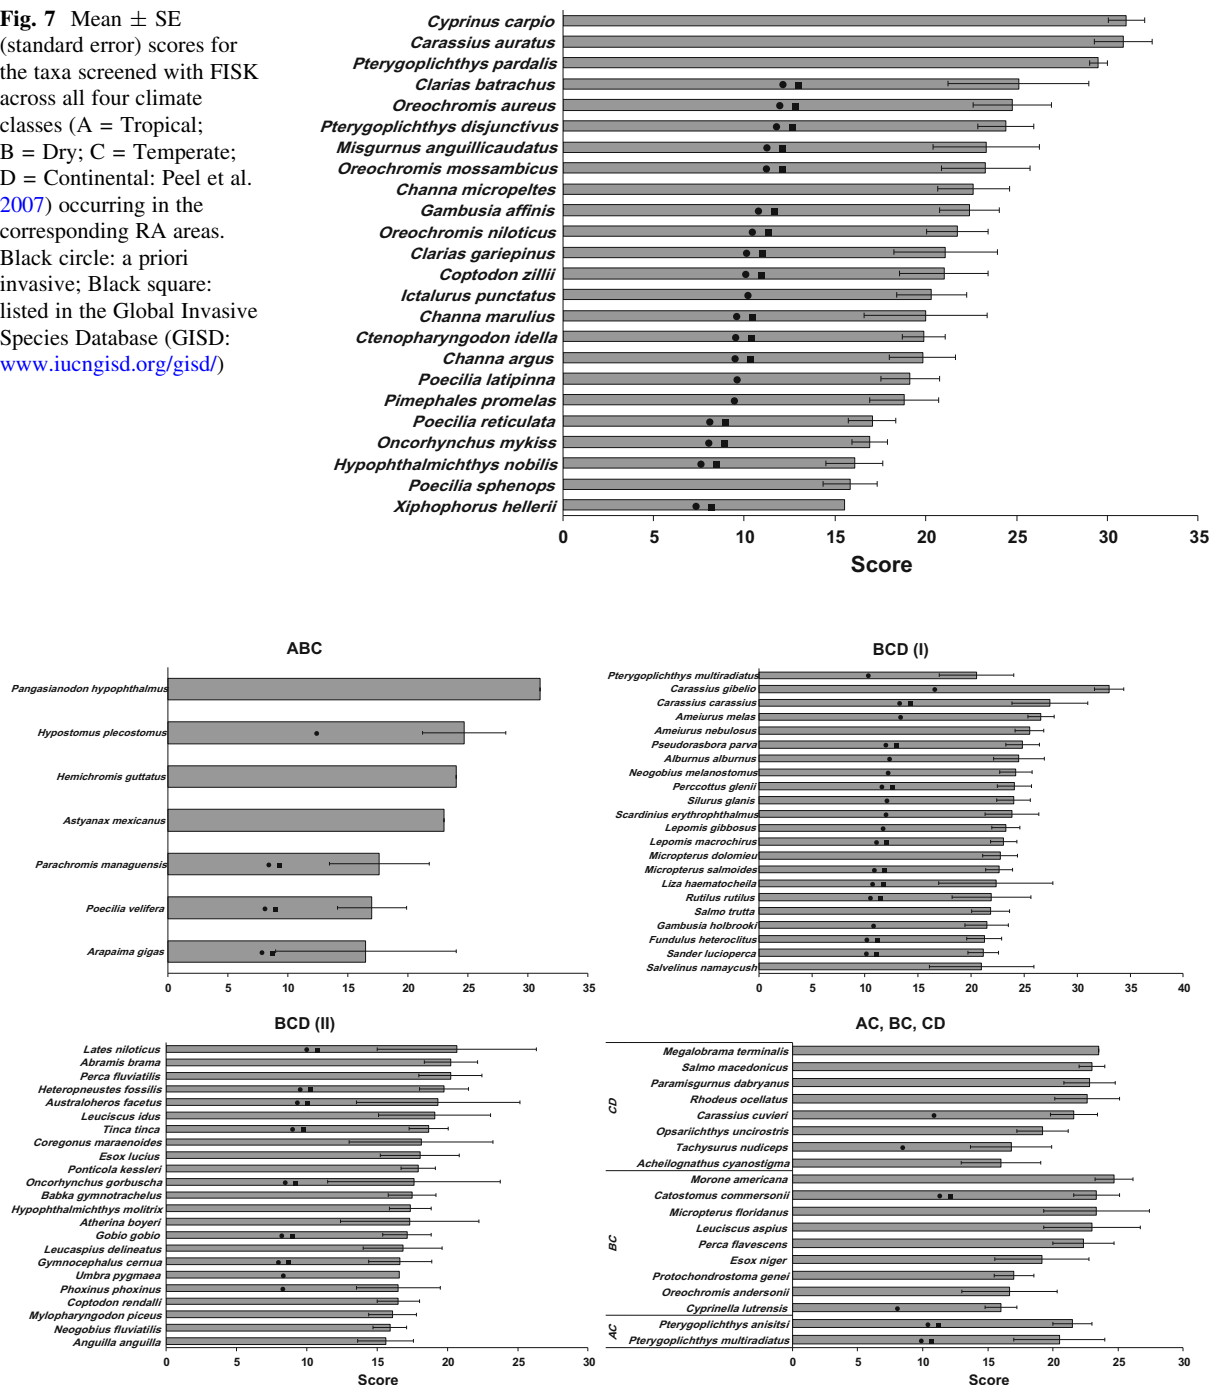 Fig. 7 Mean ± SE
(standard error) scores for
the taxa screened with FISK
across all four climate
classes (A = Tropical;
B = Dry; C = Temperate;
D = Continental: Peel et al.
2007) occurring in the
corresponding RA areas.
Black circle: a priori
invasive; Black square:
listed in the Global Invasive
Species Database (GISD:
www.iucngisd.org/gisd/)
Cyprinus carpio
Carassius auratus
Pterygoplichthys pardalis
Clarias batrachus
Oreochromis aureus
Pterygoplichthys disjunctivus
Misgurnus anguillicaudatus
Oreochromis mossambicus
Channa micropeltes
Gambusia affinis
Oreochromis niloticus
Clarias gariepinus
Coptodon zillii
Ictalurus punctatus
Channa marulius
Ctenopharyngodon idella
Channa argus
Poecilia latipinna
Pimephales promelas
Poecilia reticulata
Oncorhynchus mykiss
Hypophthalmichthys nobilis
Poecilia sphenops
Xiphophorus hellerii
0 5 10 15 20 25 30 35
Score
ABC
Pangasianodon hypophthalmus
Hypostomus plecostomus
Hemichromis guttatus
Astyanax mexicanus
Parachromis managuensis
Poecilia velifera
Arapaima gigas
0 5 10 15 20 25 30 35
BCD (I)
Pterygoplichthys multiradiatus
Carassius gibelio
Carassius carassius
Ameiurus melas
Ameiurus nebulosus
Pseudorasbora parva
Alburnus alburnus
Neogobius melanostomus
Perccottus glenii
Silurus glanis
Scardinius erythrophthalmus
Lepomis gibbosus
Lepomis macrochirus
Micropterus dolomieu
Micropterus salmoides
Liza haematocheila
Rutilus rutilus
Salmo trutta
Gambusia holbrooki
Fundulus heteroclitus
Sander lucioperca
Salvelinus namaycush
0 5 10 15 20 25 30 35 40
BCD (II)
Lates niloticus
Abramis brama
Perca fluviatilis
Heteropneustes fossilis
Australoheros facetus
Leuciscus idus
Tinca tinca
Coregonus maraenoides
Esox lucius
Ponticola kessleri
Oncorhynchus gorbuscha
Babka gymnotrachelus
Hypophthalmichthys molitrix
Atherina boyeri
Gobio gobio
Leucaspius delineatus
Gymnocephalus cernua
Umbra pygmaea
Phoxinus phoxinus
Coptodon rendalli
Mylopharyngodon piceus
Neogobius fluviatilis
Anguilla anguilla
0 5 10 15 20 25 30
Score
AC, BC, CD
CD
Megalobrama terminalis
Salmo macedonicus
Paramisgurnus dabryanus
Rhodeus ocellatus
Carassius cuvieri
Opsariichthys uncirostris
Tachysurus nudiceps
Acheilognathus cyanostigma
BC
Morone americana
Catostomus commersonii
Micropterus floridanus
Leuciscus aspius
Perca flavescens
Esox niger
Protochondrostoma genei
Oreochromis andersonii
Cyprinella lutrensis
AC
Pterygoplichthys anisitsi
Pterygoplichthys multiradiatus
0 5 10 15 20 25 30
Score